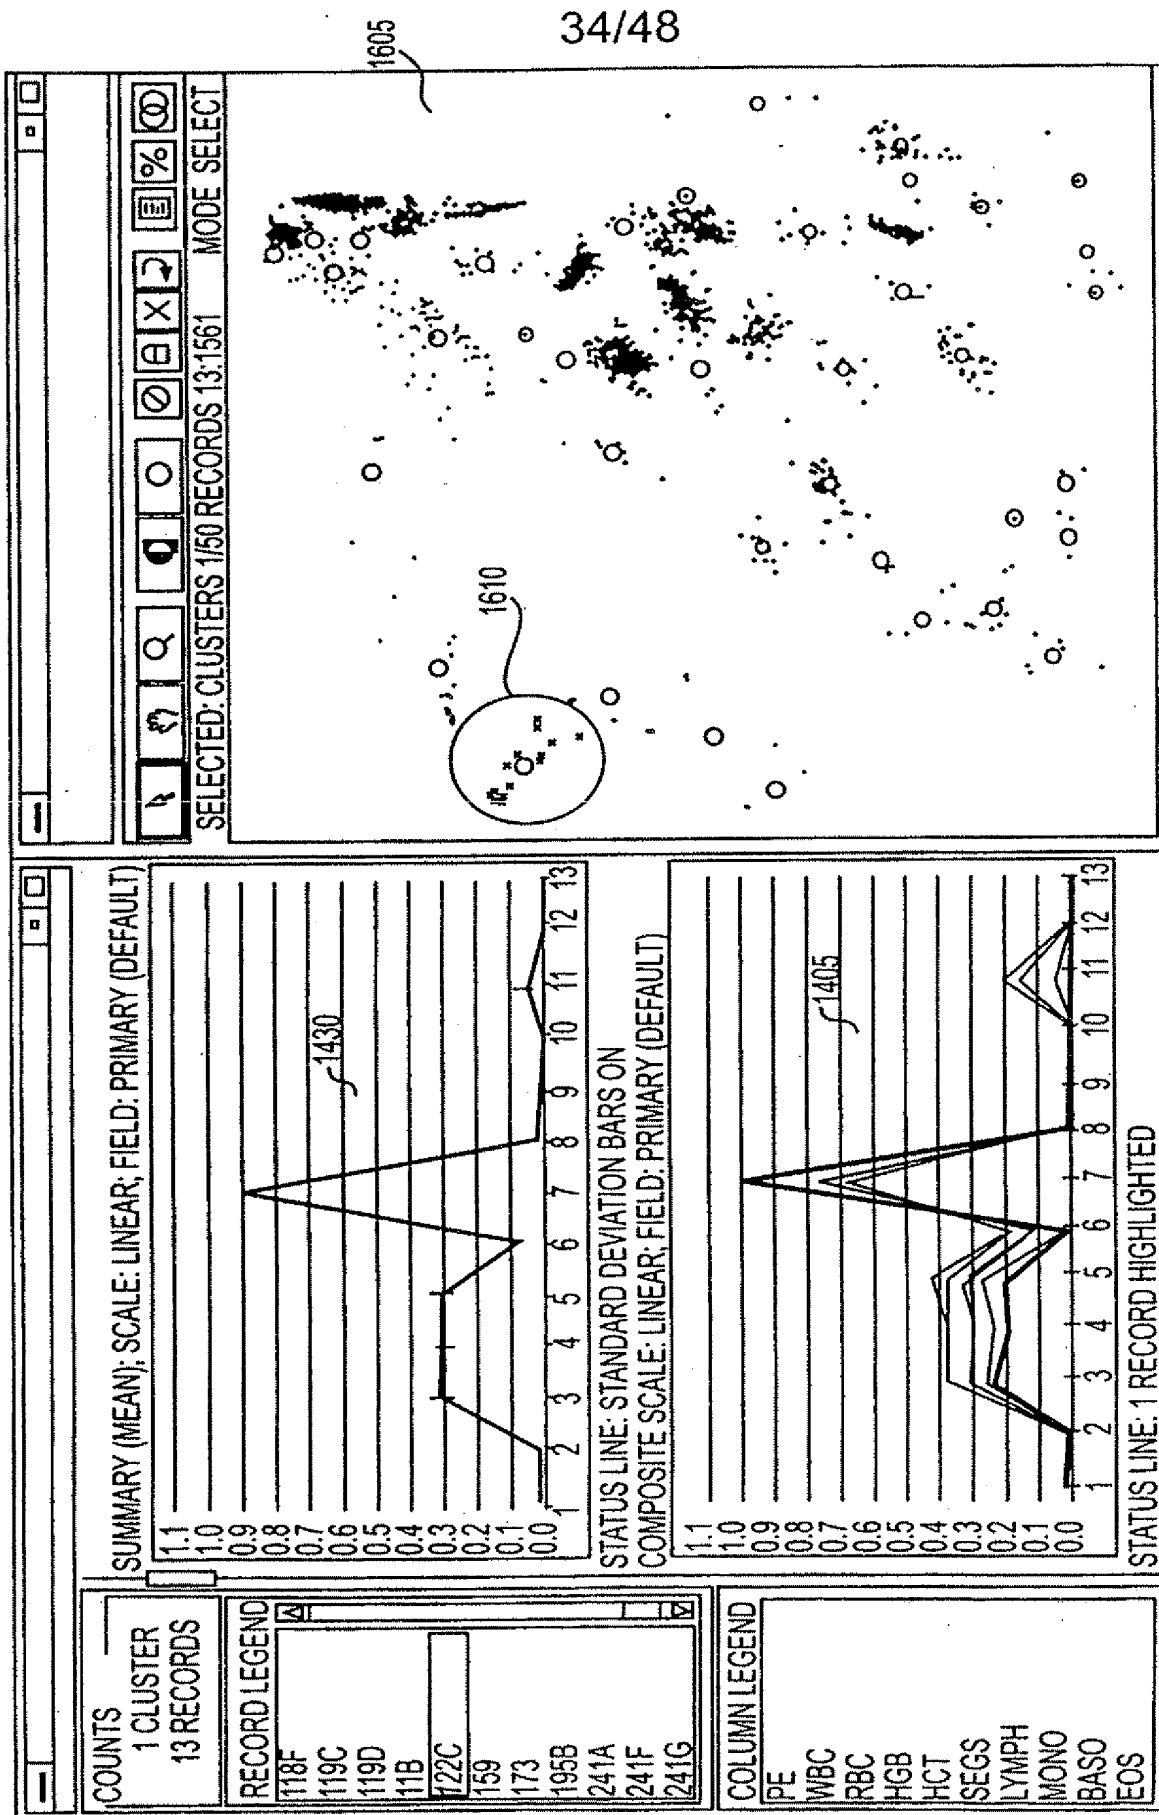 34/48
COUNTS
1 CLUSTER
13 RECORDS
RECORD LEGEND
118F
119C
119D
11B
122C
159
173
195B
241A
241F
241G
COLUMN LEGEND
PE
WBC
RBC
HGB
HCT
SEGS
LYMPH
MONO
BASO
EOS
SUMMARY (MEAN); SCALE: LINEAR; FIELD: PRIMARY (DEFAULT)
1.1
1.0
0.9
0.8
0.7
0.6
0.5
0.4
0.3
0.2
0.1
0.0
1 2 3 4 5 6 7 8 9 10 11 12 13
1430
STATUS LINE: STANDARD DEVIATION BARS ON
COMPOSITE SCALE: LINEAR; FIELD: PRIMARY (DEFAULT)
1.1
1.0
0.9
0.8
0.7
0.6
0.5
0.4
0.3
0.2
0.1
0.0
1 2 3 4 5 6 7 8 9 10 11 12 13
1405
STATUS LINE: 1 RECORD HIGHLIGHTED
%
SELECTED: CLUSTERS 1/50 RECORDS 13:1561 MODE SELECT
1605
1610